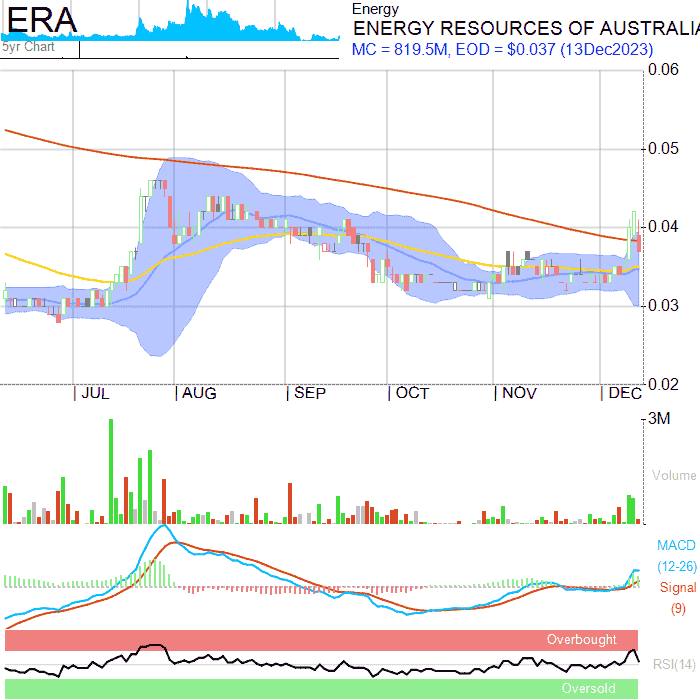 ERA
5yr Chart
Energy
ENERGY RESOURCES OF AUSTRALIA
MC = 819.5M, EOD = $0.037 (13Dec2023)
0.06
0.05
0.04
0.03
0.02
JUL AUG SEP OCT NOV DEC
3M
Volume
MACD
(12-26)
Signal
(9)
Overbought
RSI(14)
Oversold